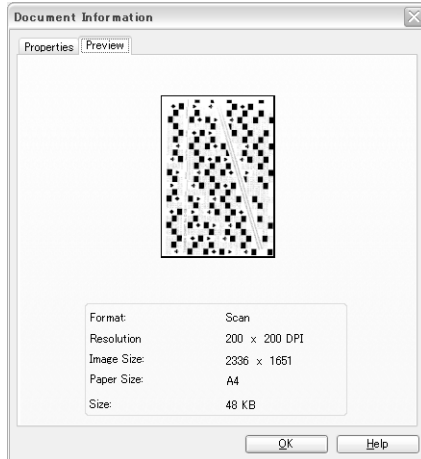 Document Information
Properties Preview
Format: Scan
Resolution 200 x 200 DPI
Image Size: 2336 x 1651
Paper Size: A4
Size: 48 KB
OK Help